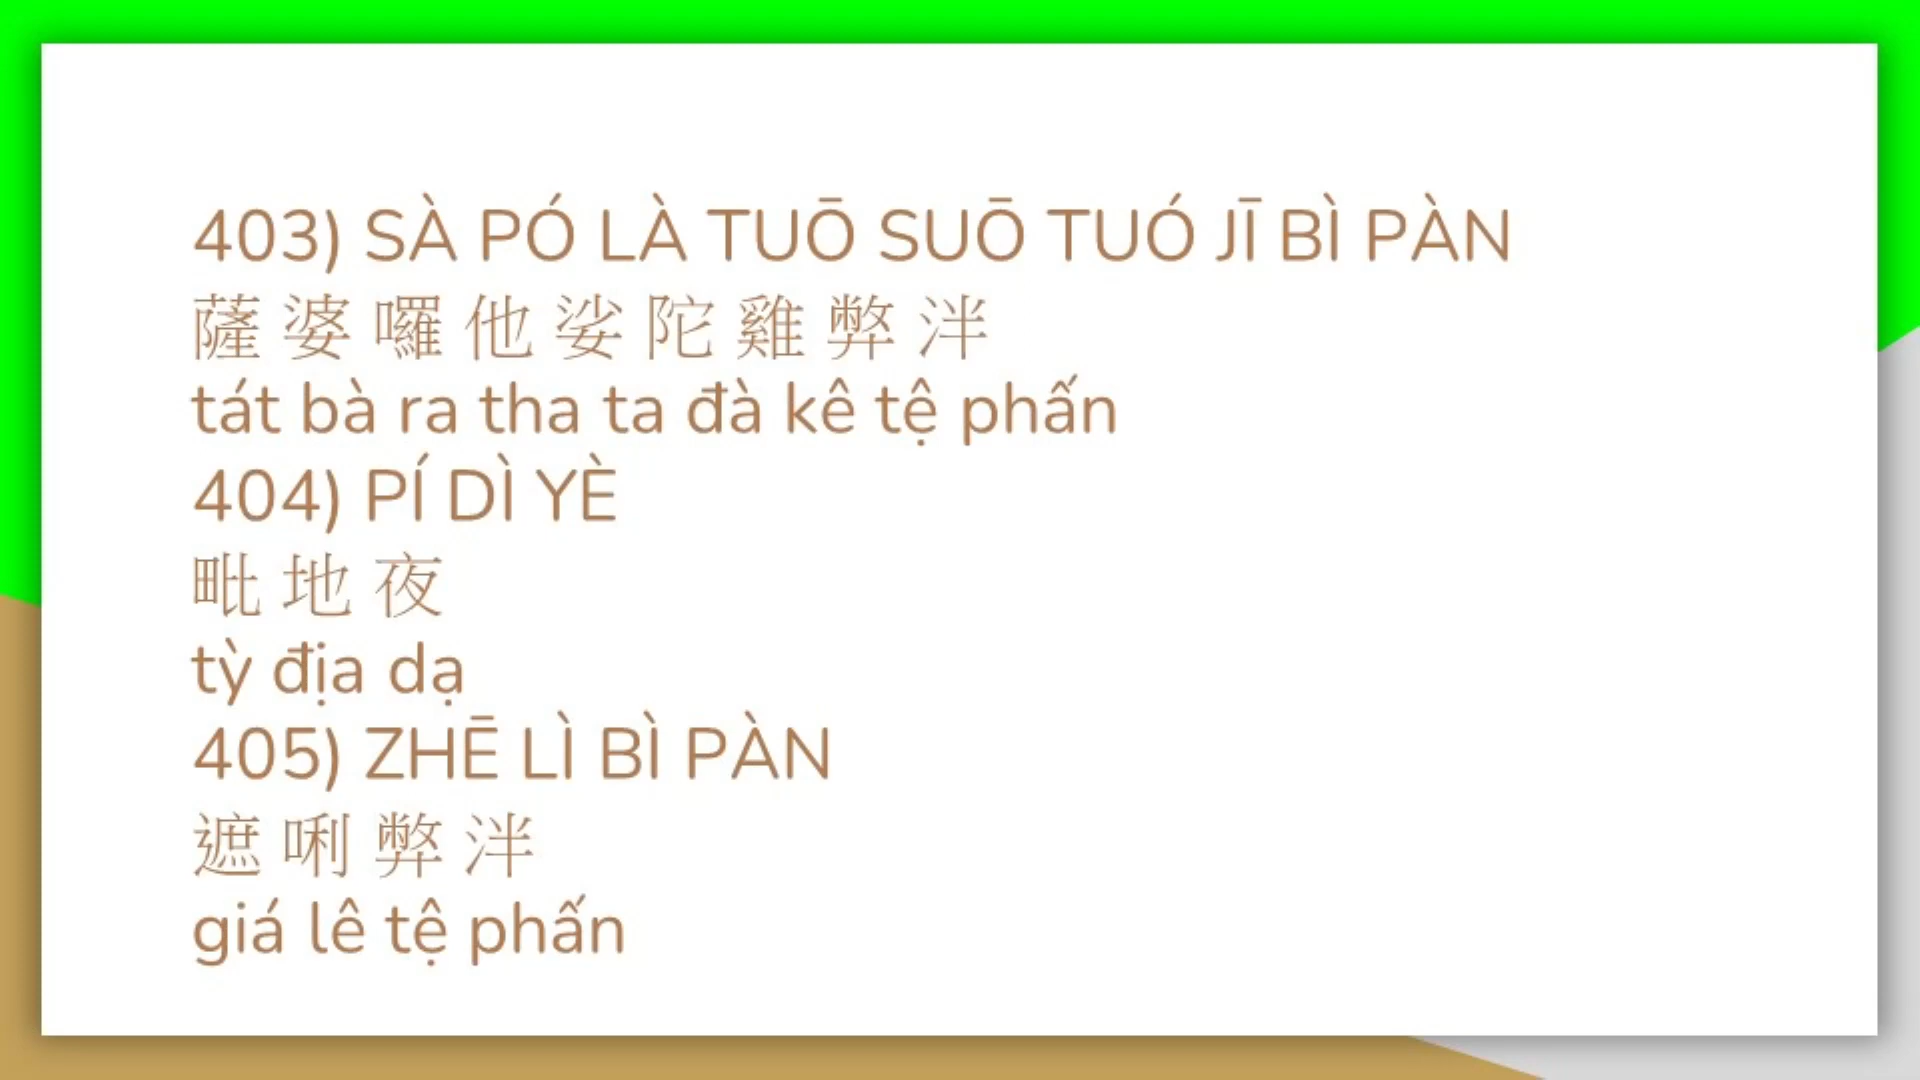 403) SÀ PÓ LÀ TUŌ SUŌ TUÓ JĪ BÌ PÀN
薩 婆 囉 他 娑 陀 雞 弊 泮
tát bà ra tha ta đà kê tệ phấn
404) PÍ DÌ YÈ
毗 地 夜
tỳ địa dạ
405) ZHĒ LÌ BÌ PÀN
遮 唎 弊 泮
giá lê tệ phấn